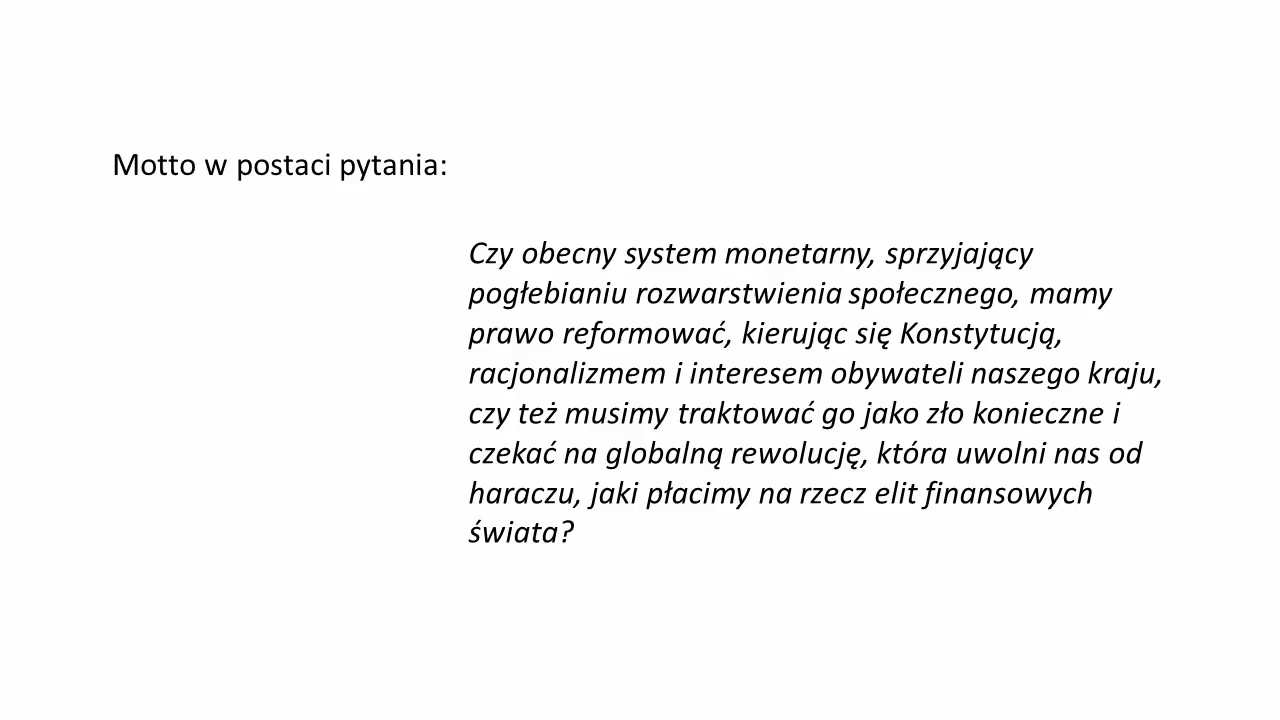 Motto w postaci pytania:
Czy obecny system monetarny, sprzyjający
pogłebianiu rozwarstwienia społecznego, mamy
prawo reformować, kierując się Konstytucją,
racjonalizmem i interesem obywateli naszego kraju,
czy też musimy traktować go jako zło konieczne i
czekać na globalną rewolucję, która uwolni nas od
haraczu, jaki płacimy na rzecz elit finansowych
świata?